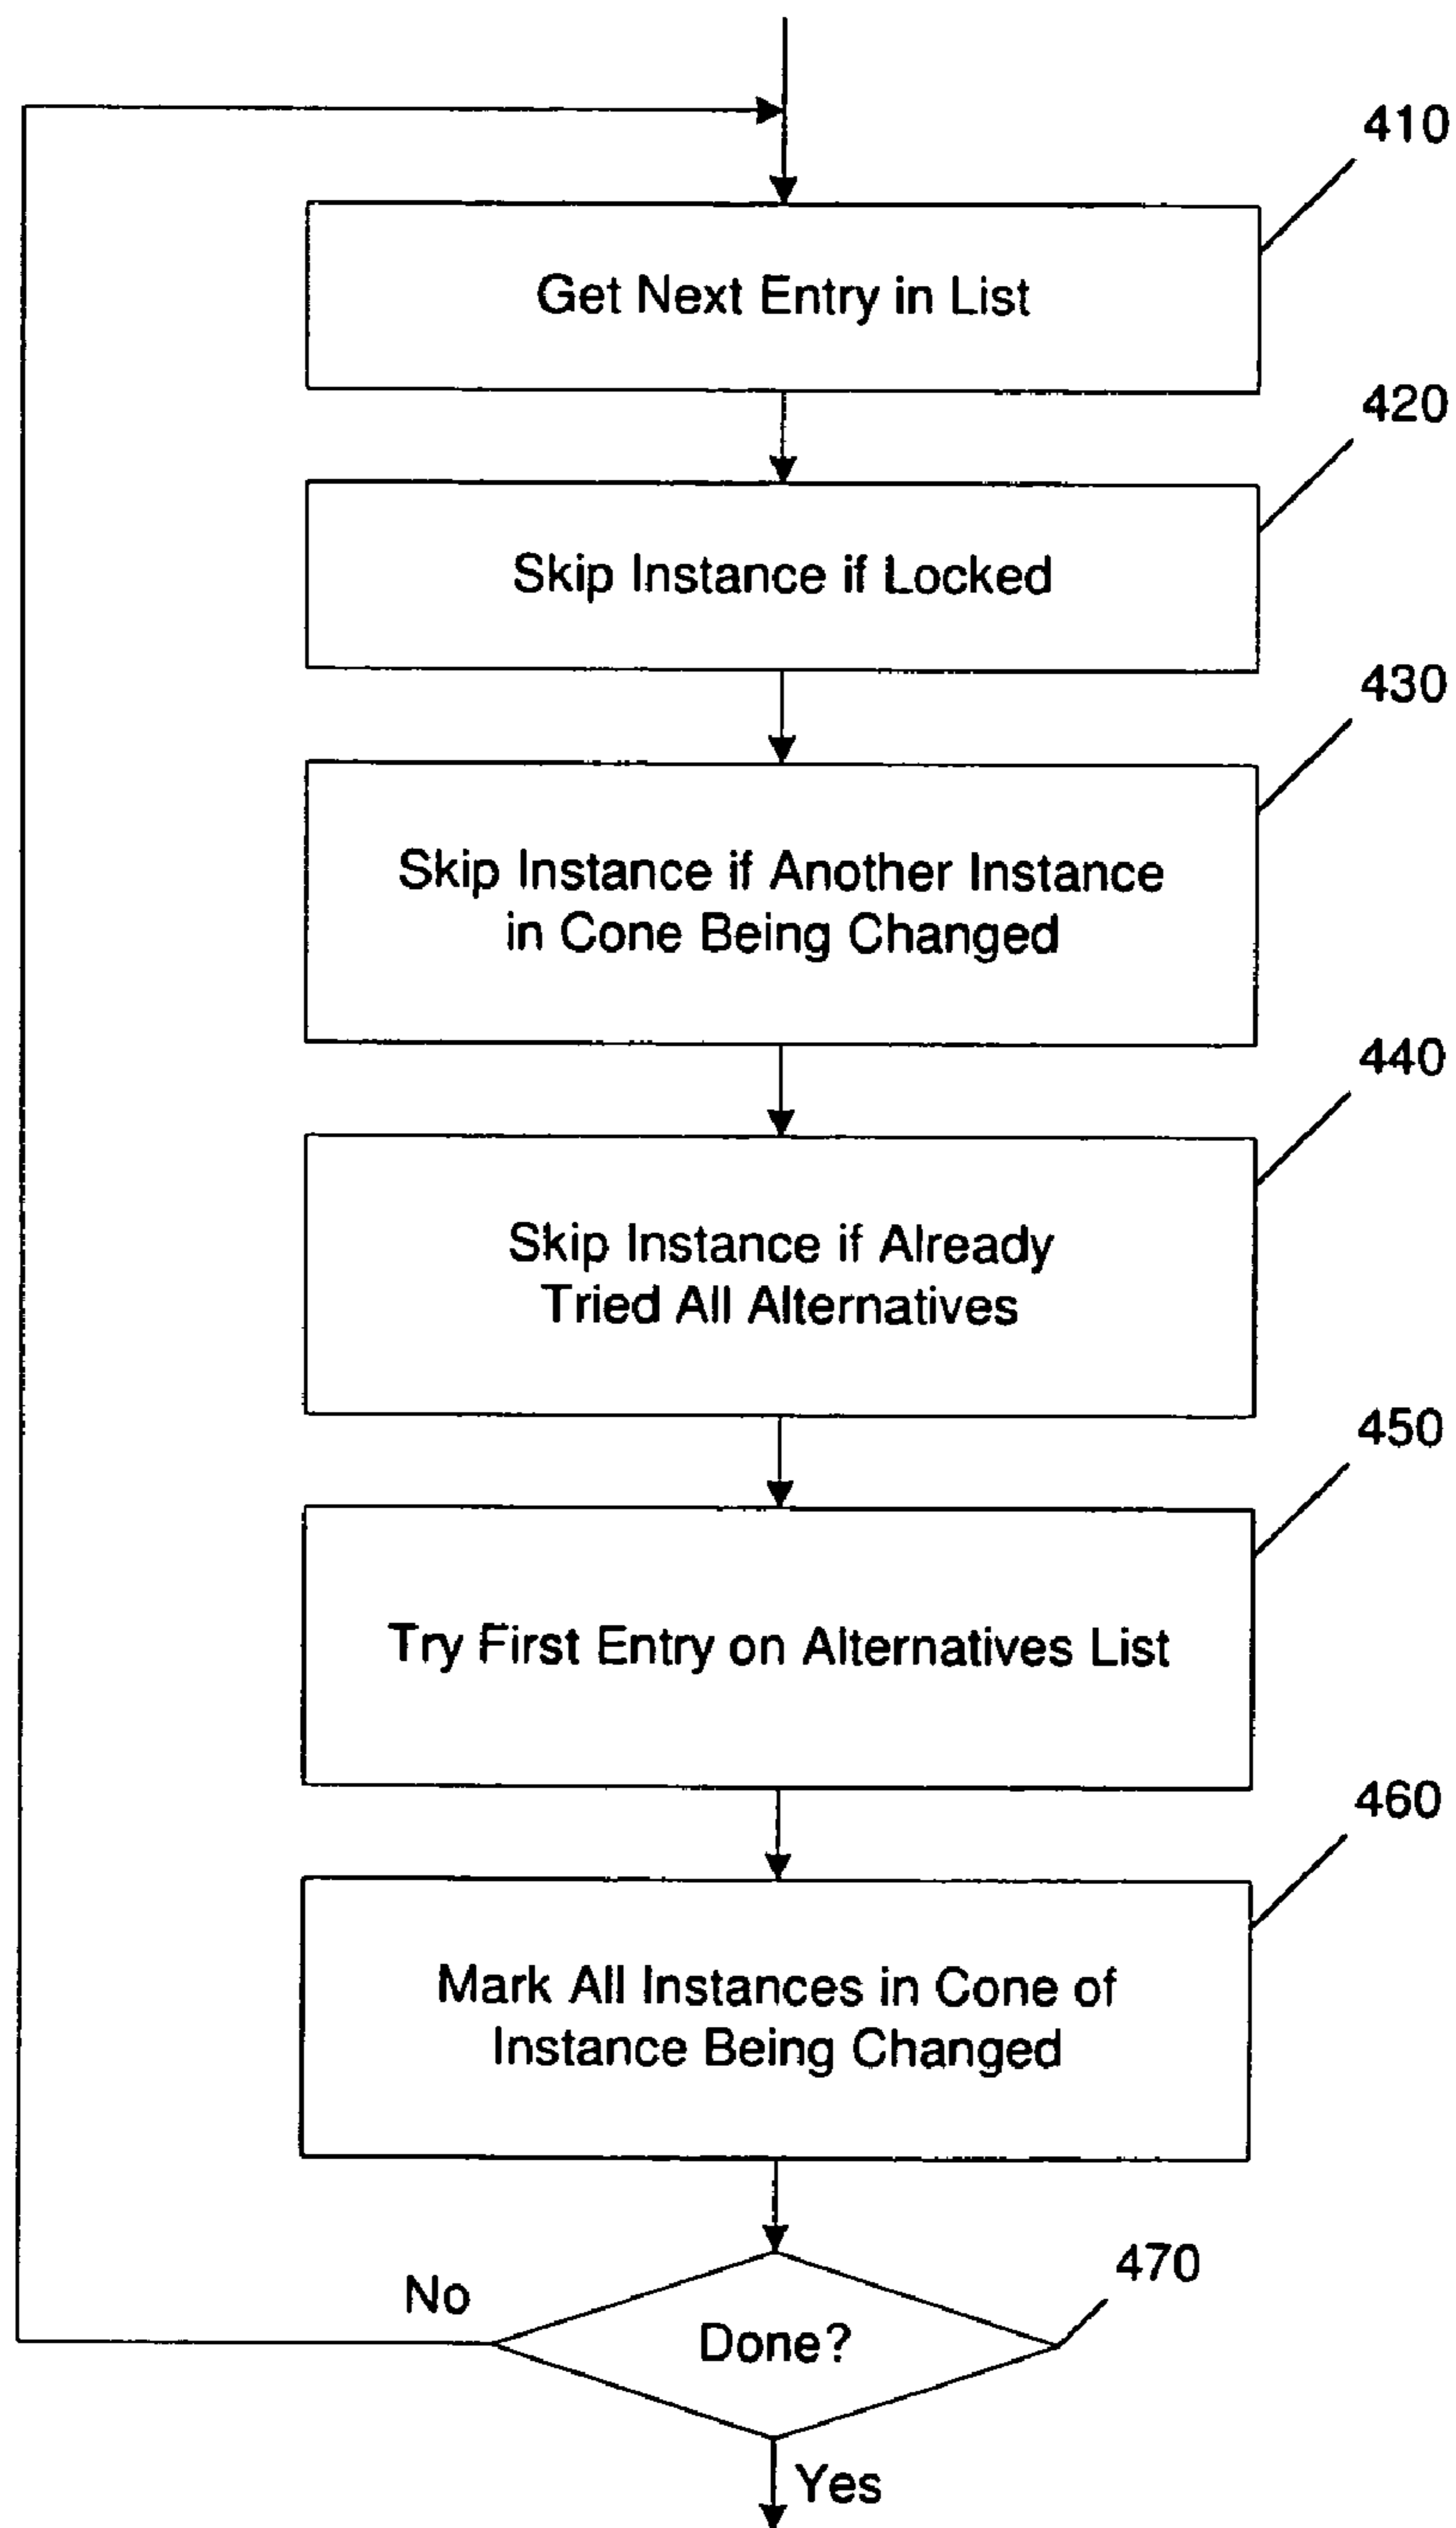 410
Get Next Entry in List
420
Skip Instance if Locked
430
Skip Instance if Another Instance
in Cone Being Changed
440
Skip Instance if Already
Tried All Alternatives
450
Try First Entry on Alternatives List
460
Mark All Instances in Cone of
Instance Being Changed
470
No
Done?
Yes